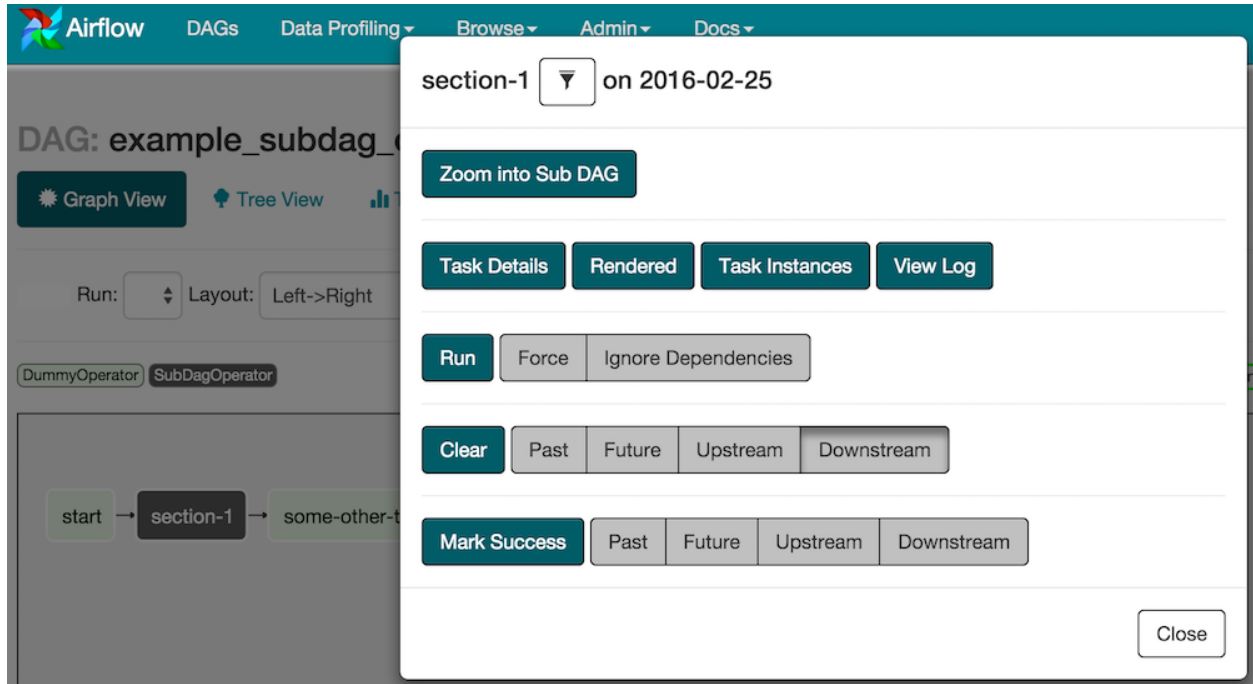 Airflow DAGs Data Profiling Browse Admin Docs
section-1 on 2016-02-25
DAG: example_subdag_
Zoom into Sub DAG
Graph View Tree View
Task Details Rendered Task Instances View Log
Run: Layout: Left->Right
Run Force Ignore Dependencies
DummyOperator SubDagOperator
Clear Past Future Upstream Downstream
start section-1 some-other-t
Mark Success Past Future Upstream Downstream
Close